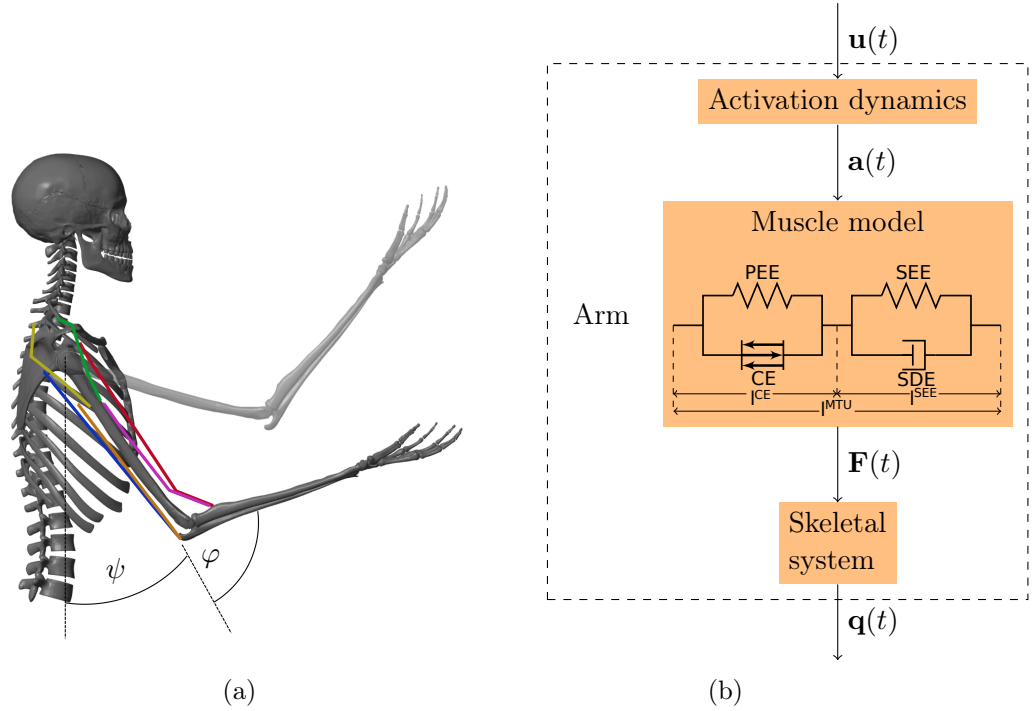 ψ
φ
(a)
u(t)
Activation dynamics
a(t)
Muscle model
PEE
SEE
Arm
CE
SDE
l^CE
l^SEE
l^MTU
F(t)
Skeletal
system
q(t)
(b)